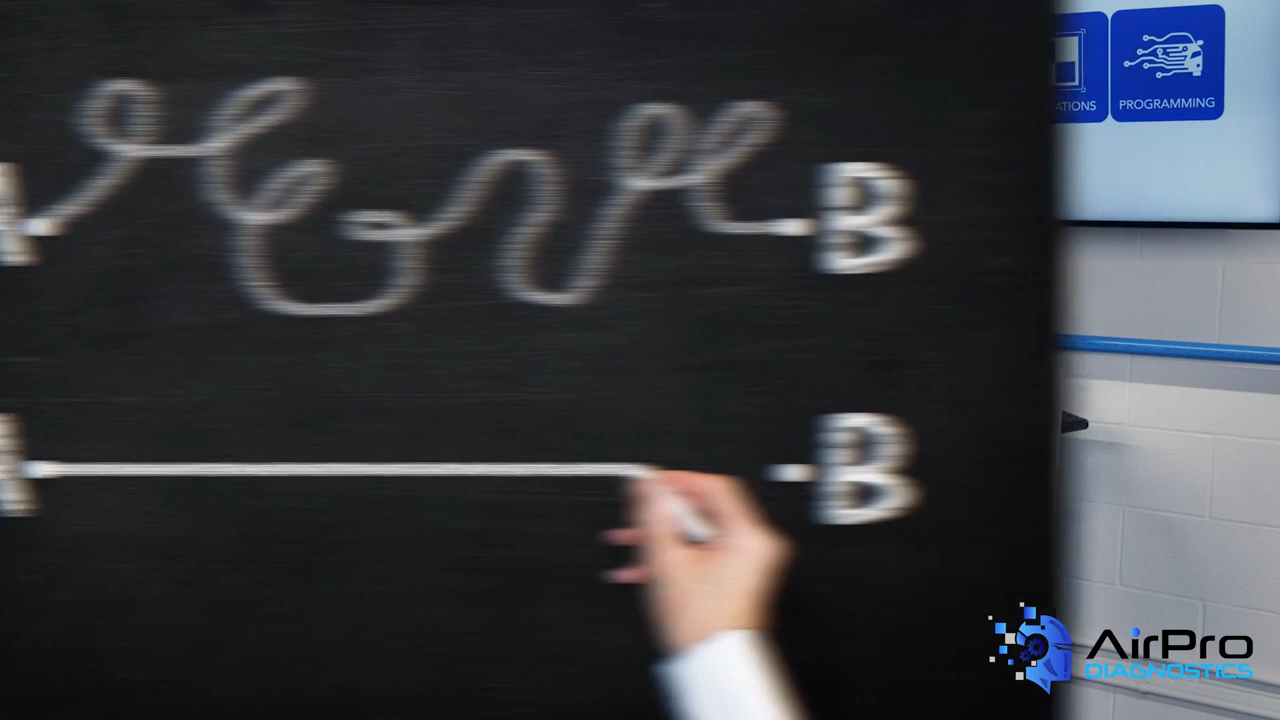 ATIONS PROGRAMMING
A B
A B
AirPro
DIAGNOSTICS